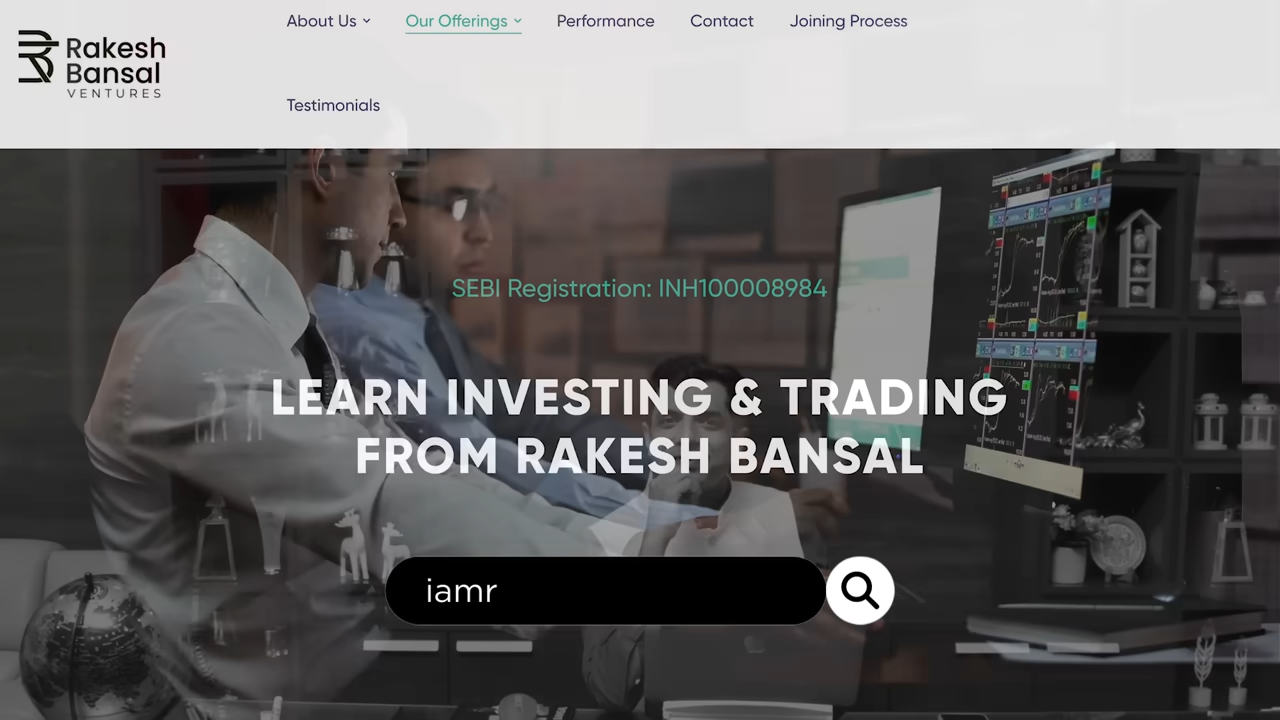 Rakesh
Bansal
VENTURES
About Us
Our Offerings
Performance
Contact
Joining Process
Testimonials
SEBI Registration: INH100008984
LEARN INVESTING & TRADING
FROM RAKESH BANSAL
iamr